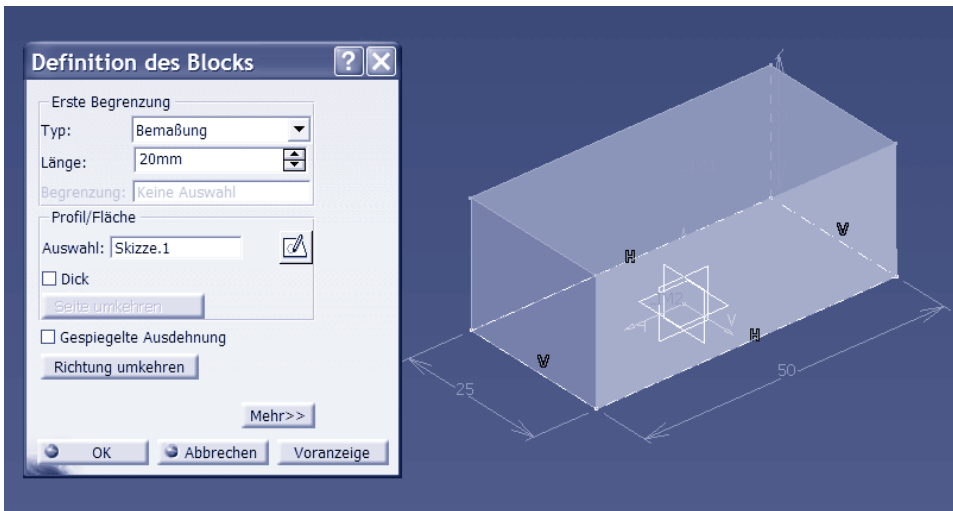 Definition des Blocks
Erste Begrenzung
Typ: Bemaßung
Länge: 20mm
Begrenzung: Keine Auswahl
Profil/Fläche
Auswahl: Skizze.1
Dick
Seite umkehren
Gespiegelte Ausdehnung
Richtung umkehren
Mehr>>
OK Abbrechen Voranzeige
H
V
V
H
V
25
50